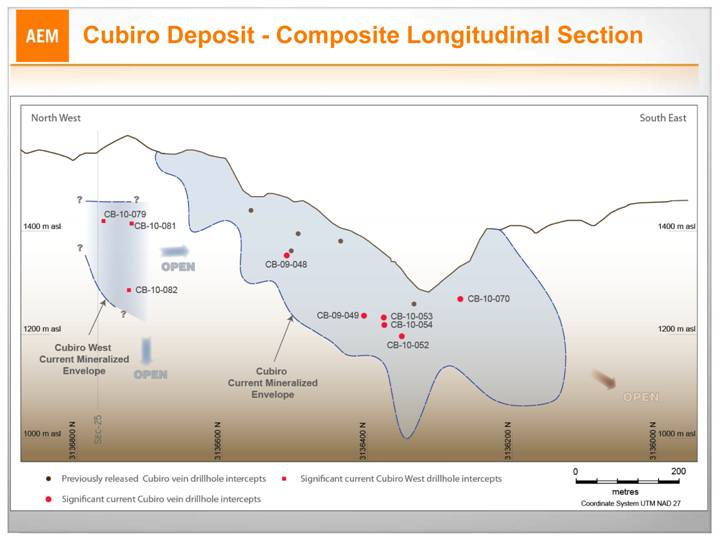 AEM
Cubiro Deposit - Composite Longitudinal Section
North West
South East
?
?
CB-10-079
CB-10-081
1400 m asl
1400 m asl
?
OPEN
CB-09-048
CB-10-082
CB-10-070
?
CB-09-049
CB-10-053
CB-10-054
1200 m asl
1200 m asl
CB-10-052
Cubiro West
Current Mineralized
Envelope
OPEN
Cubiro
Current Mineralized
Envelope
OPEN
Sec-25
1000 m asl
1000 m asl
3136800 N
3136600 N
3136400 N
3136200 N
3136000 N
Previously released Cubiro vein drillhole intercepts
Significant current Cubiro West drillhole intercepts
Significant current Cubiro vein drillhole intercepts
0
200
metres
Coordinate System UTM NAD 27